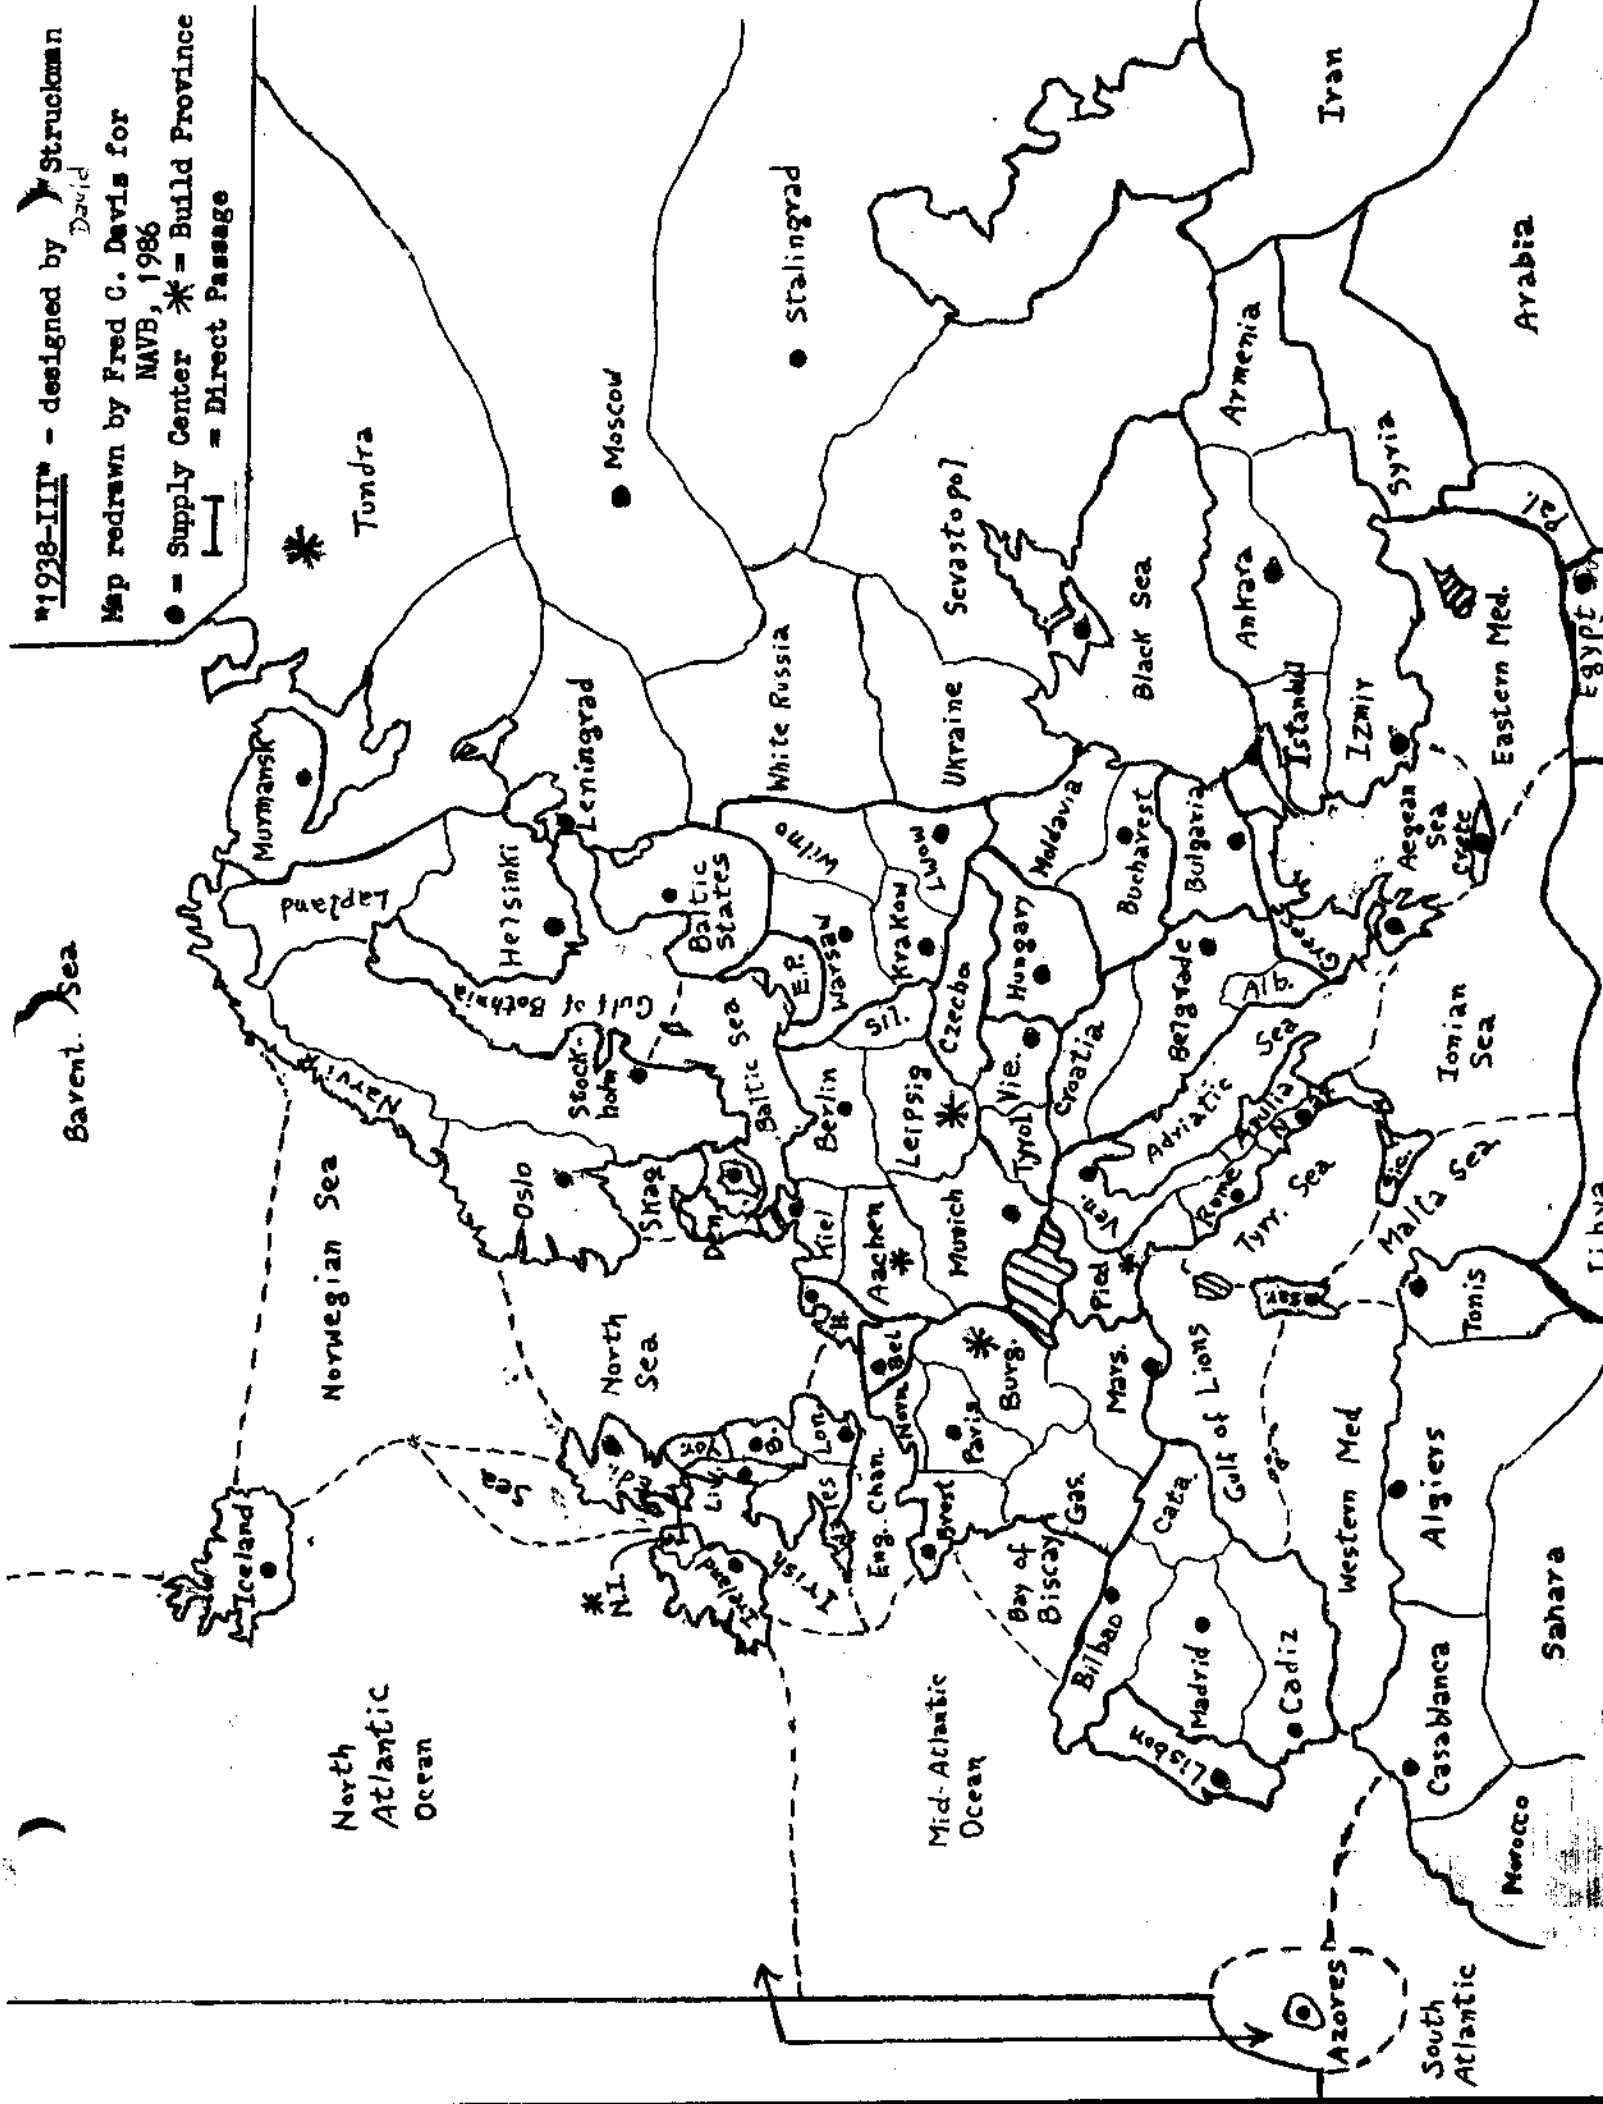 "1938-III" - designed by Struckman
David
Map redrawn by Fred C. Davis for
NAVB, 1986
● = Supply Center ✳ = Build Province
= Direct Passage
Barent. Sea
Tundra
Murmansk
Lapland
Narvi
Norwegian Sea
Iceland
North
Atlantic
Ocean
Moscow
Leningrad
Helsinki
Gulf of Bothnia
Stock-
holm
Oslo
Skag
Den
North
Sea
N.I.
Ireland
Irish
Liv.
Yor.
B.
Lon.
Stalingrad
White Russia
Wilno
Baltic
States
E.P.
Warsaw
Baltic Sea
Berlin
Kiel
H.
Aachen
Bel
Norm
Eng. Chan.
Brest
Paris
Mid-Atlantic
Ocean
Sevastopol
Ukraine
Lwow
Krakow
Sil.
Czecho.
Leipsig
Munich
Burg.
Bay of
Biscay
Gas.
Moldavia
Hungary
Vie.
Tyrol
Croatia
Black Sea
Bucharest
Bulgaria
Belgrade
Alb.
Greece
Adriatic
Sea
Ven.
Pied
Mars.
Gulf of Lions
Cata
Bilbao
Madrid
Cadiz
Lisbon
Iran
Armenia
Ankara
Istanbul
Izmir
Syria
Arabia
Pal.
Aegean
Sea
Crete
Eastern Med.
Egypt
Ionian
Sea
Apulia
N.
Rome
Tyrr. Sea
Sic.
Malta Sea
Tunis
Western Med.
Algiers
Casablanca
Sahara
Morocco
Azores
South
Atlantic